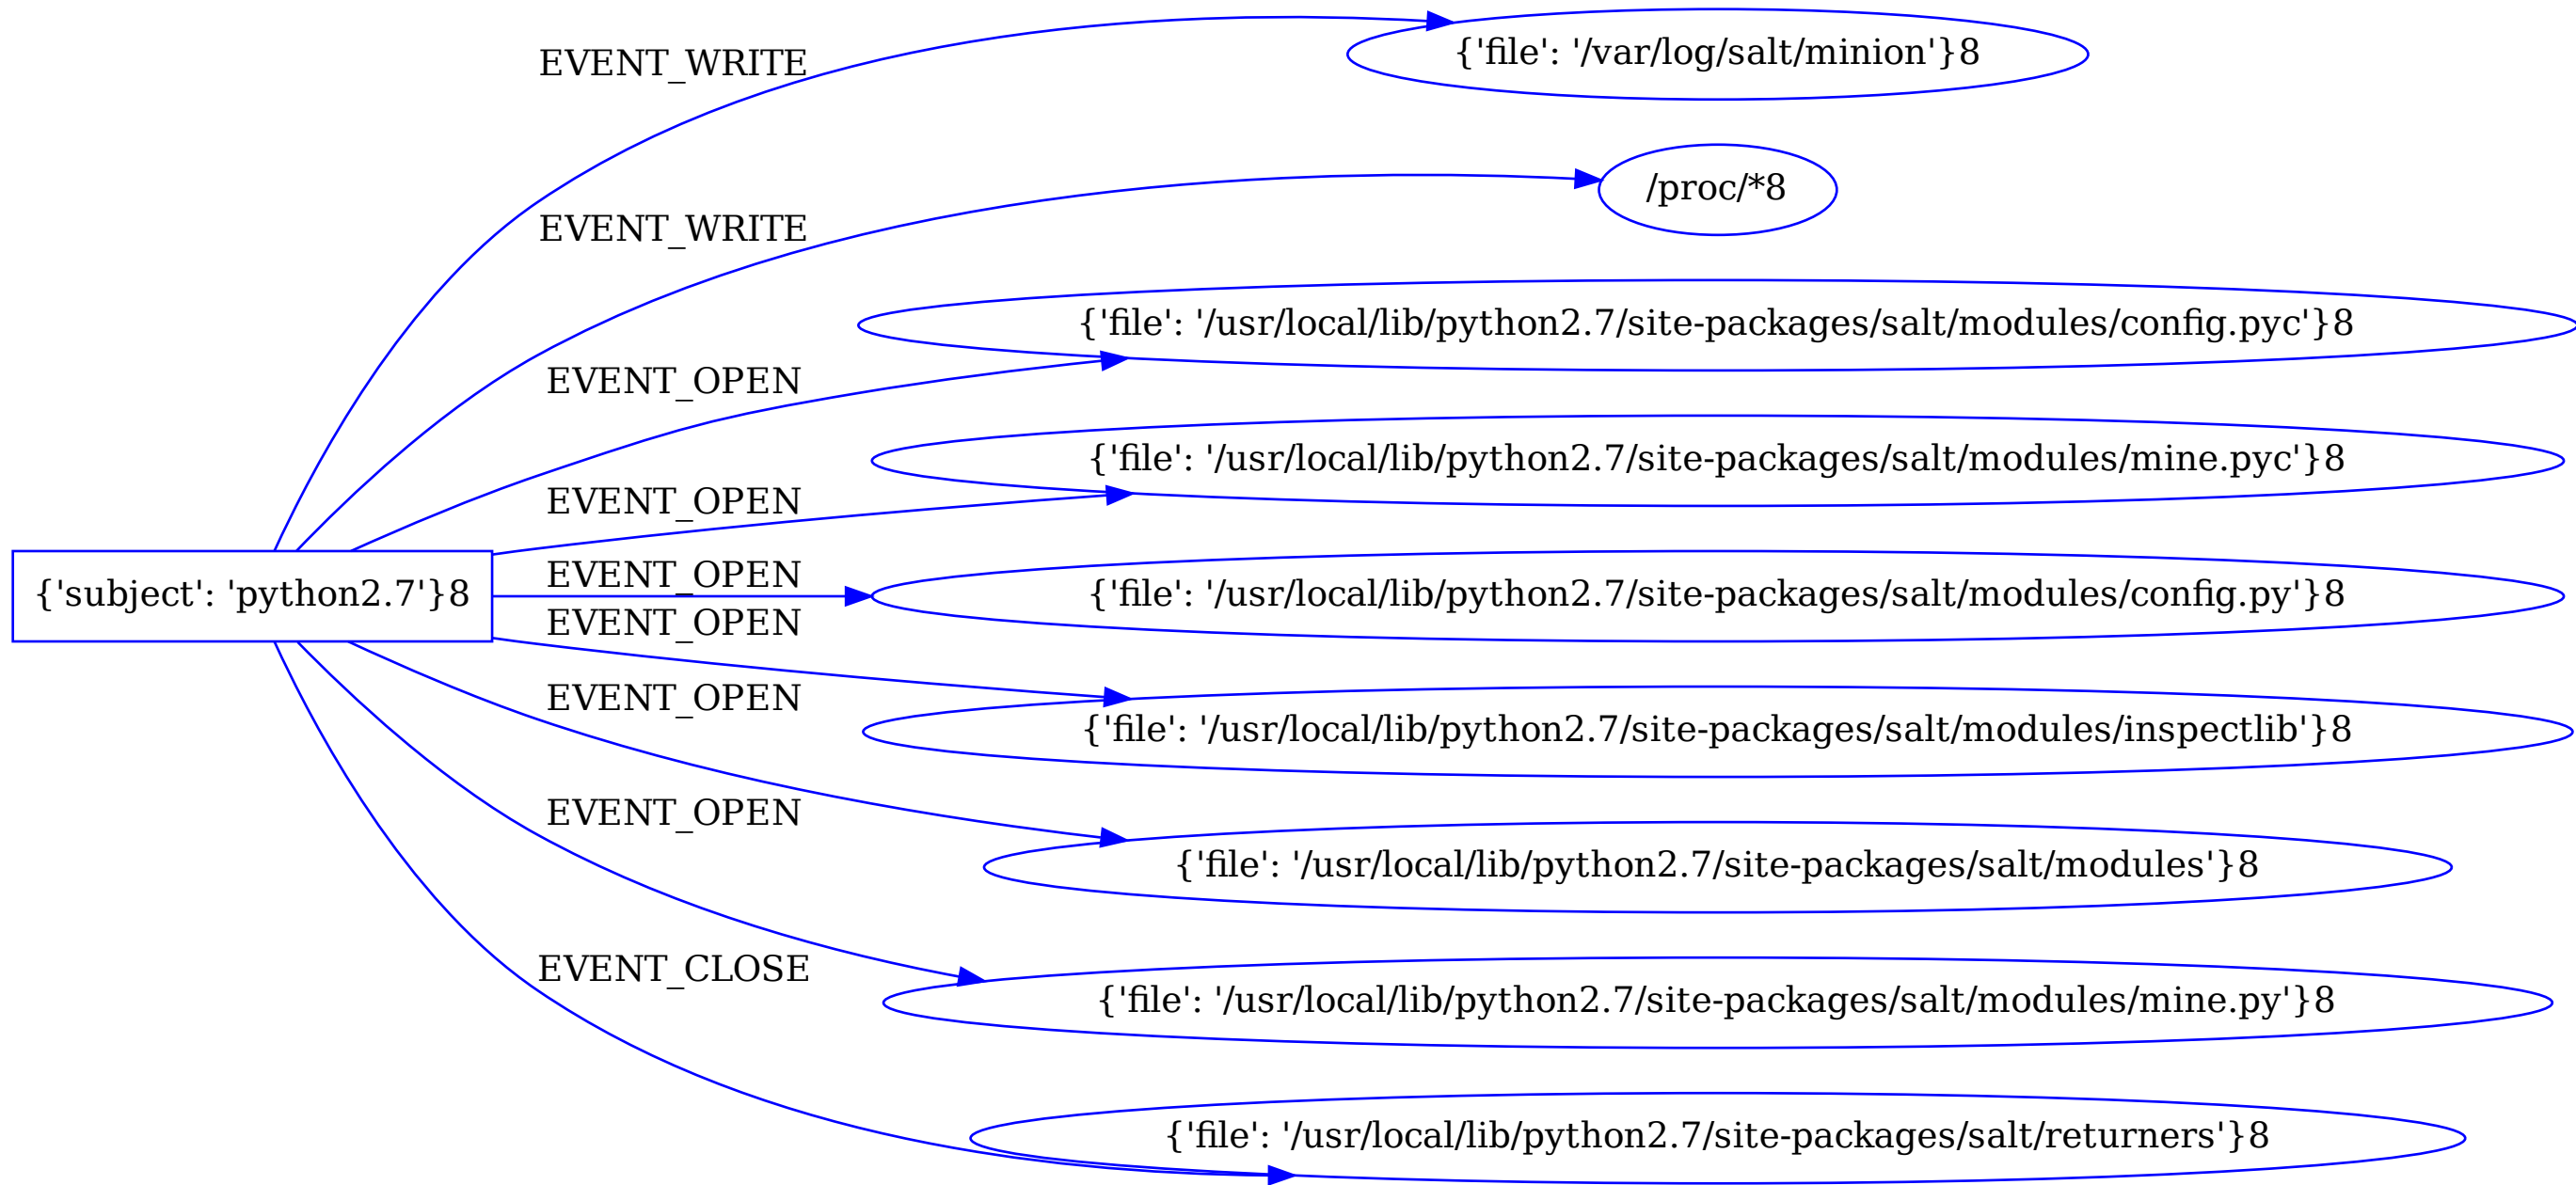 EVENT_WRITE
{'file': '/var/log/salt/minion'}8
EVENT_WRITE
/proc/*8
EVENT_OPEN
{'file': '/usr/local/lib/python2.7/site-packages/salt/modules/config.pyc'}8
EVENT_OPEN
{'file': '/usr/local/lib/python2.7/site-packages/salt/modules/mine.pyc'}8
{'subject': 'python2.7'}8
EVENT_OPEN
{'file': '/usr/local/lib/python2.7/site-packages/salt/modules/config.py'}8
EVENT_OPEN
{'file': '/usr/local/lib/python2.7/site-packages/salt/modules/inspectlib'}8
EVENT_OPEN
{'file': '/usr/local/lib/python2.7/site-packages/salt/modules'}8
EVENT_OPEN
{'file': '/usr/local/lib/python2.7/site-packages/salt/modules/mine.py'}8
EVENT_CLOSE
{'file': '/usr/local/lib/python2.7/site-packages/salt/returners'}8